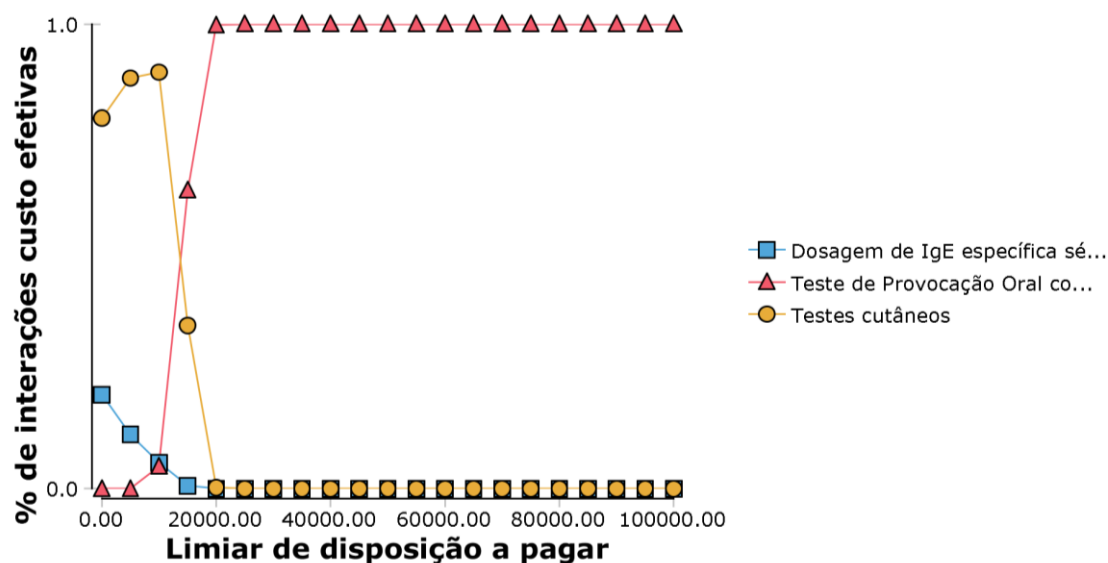 % de interações custo efetivas
1.0
0.0
0.00 20000.00 40000.00 60000.00 80000.00 100000.00
Limiar de disposição a pagar
Dosagem de IgE específica sé...
Teste de Provocação Oral co...
Testes cutâneos